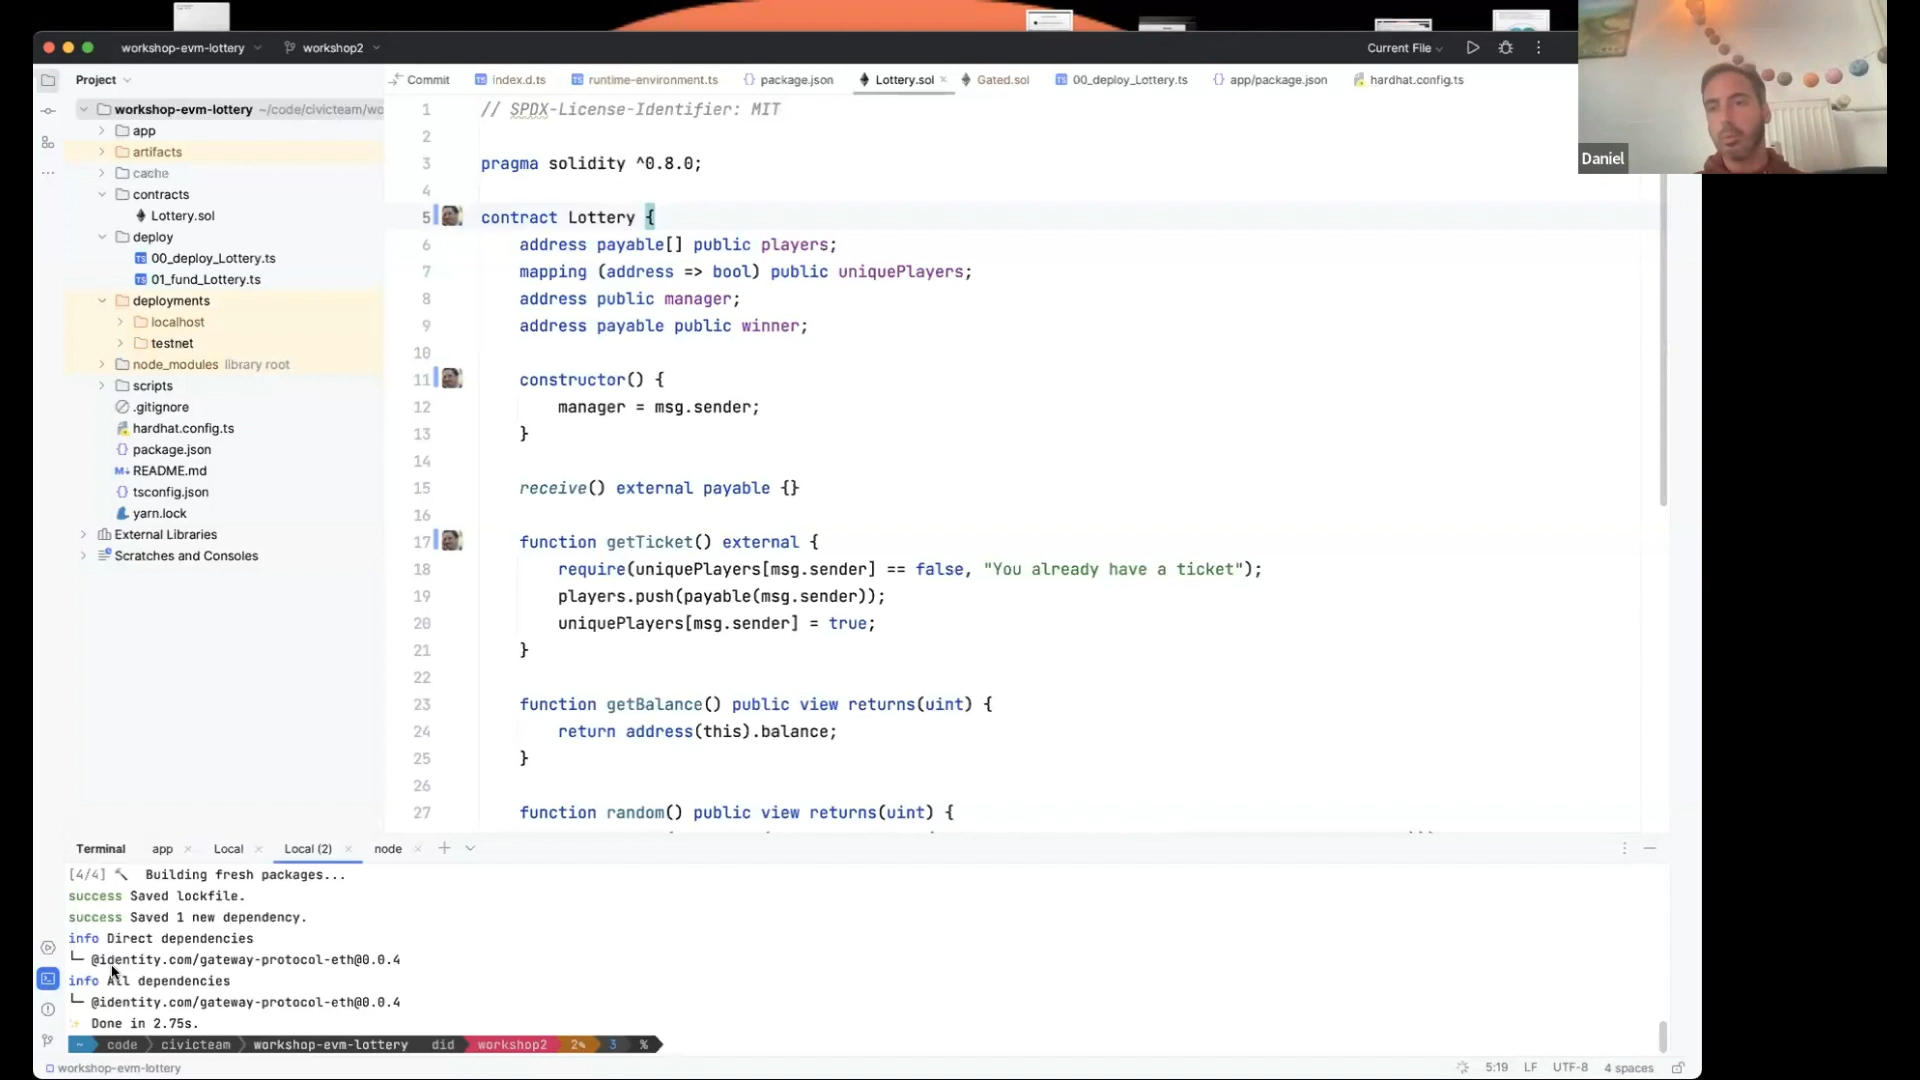 workshop-evm-lottery
workshop2
Current File
Project
Commit
index.d.ts
runtime-environment.ts
package.json
Lottery.sol
Gated.sol
00_deploy_Lottery.ts
app/package.json
hardhat.config.ts
Daniel
workshop-evm-lottery ~/code/civicteam/wo
app
artifacts
cache
contracts
Lottery.sol
deploy
00_deploy_Lottery.ts
01_fund_Lottery.ts
deployments
localhost
testnet
node_modules library root
scripts
.gitignore
hardhat.config.ts
package.json
README.md
tsconfig.json
yarn.lock
External Libraries
Scratches and Consoles
1 // SPDX-License-Identifier: MIT
2
3 pragma solidity ^0.8.0;
4
5 contract Lottery {
6 address payable[] public players;
7 mapping (address => bool) public uniquePlayers;
8 address public manager;
9 address payable public winner;
10
11 constructor() {
12 manager = msg.sender;
13 }
14
15 receive() external payable {}
16
17 function getTicket() external {
18 require(uniquePlayers[msg.sender] == false, "You already have a ticket");
19 players.push(payable(msg.sender));
20 uniquePlayers[msg.sender] = true;
21 }
22
23 function getBalance() public view returns(uint) {
24 return address(this).balance;
25 }
26
27 function random() public view returns(uint) {
Terminal
app
Local
Local (2)
node
[4/4] Building fresh packages...
success Saved lockfile.
success Saved 1 new dependency.
info Direct dependencies
└─ @identity.com/gateway-protocol-eth@0.0.4
info All dependencies
└─ @identity.com/gateway-protocol-eth@0.0.4
Done in 2.75s.
~ code civicteam workshop-evm-lottery did workshop2 2 3 %
workshop-evm-lottery
5:19 LF UTF-8 4 spaces